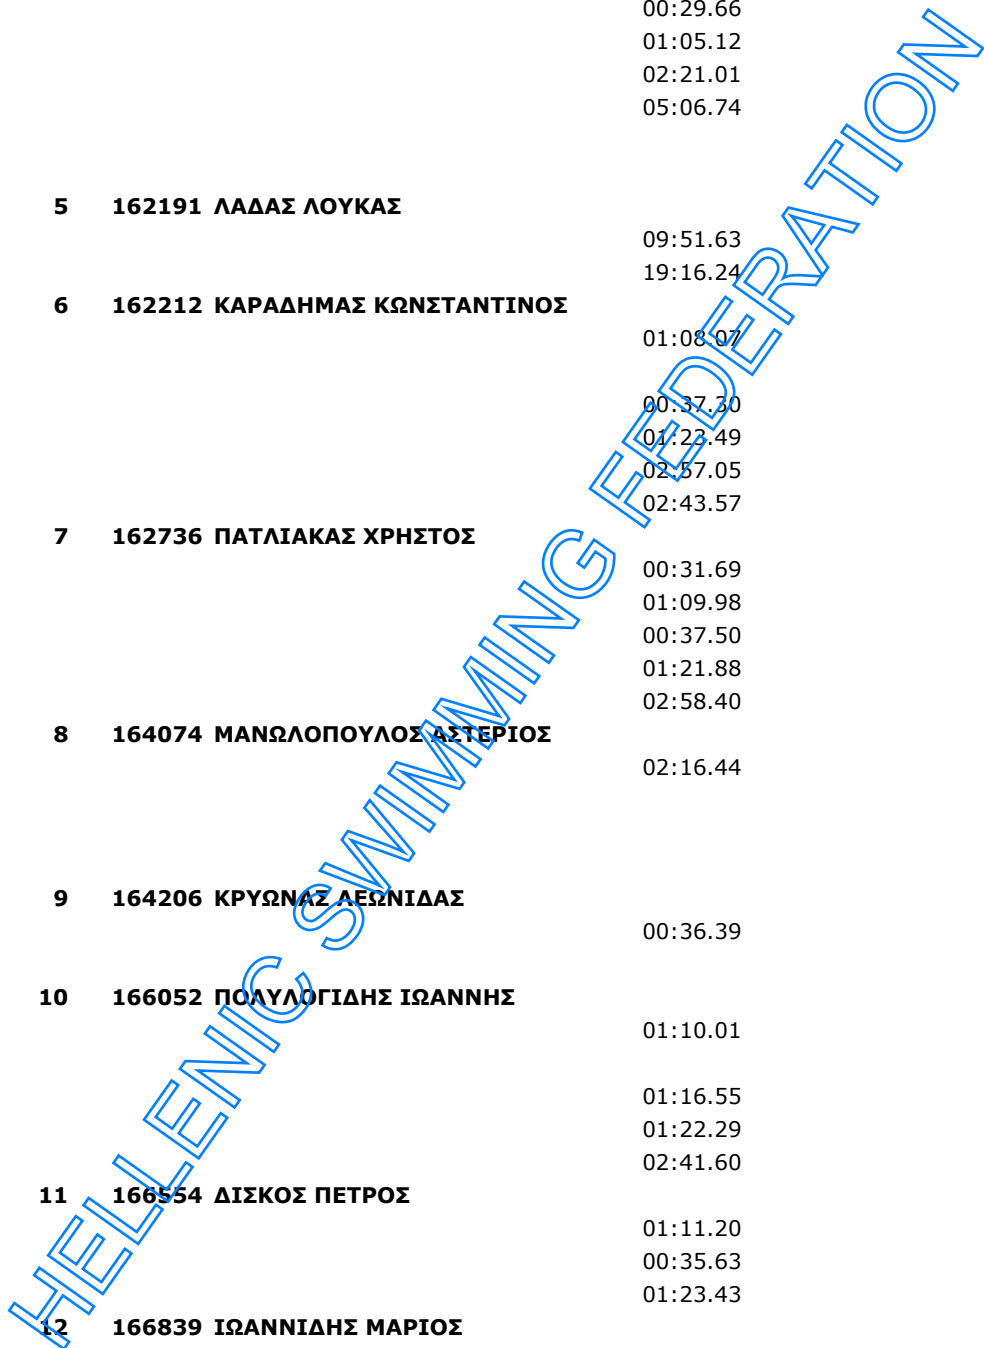 00:29.66
01:05.12
02:21.01
05:06.74
5 162191 ΛΑΔΑΣ ΛΟΥΚΑΣ
09:51.63
19:16.24
6 162212 ΚΑΡΑΔΗΜΑΣ ΚΩΝΣΤΑΝΤΙΝΟΣ
01:08.07
00:37.30
01:23.49
02:57.05
02:43.57
7 162736 ΠΑΤΛΙΑΚΑΣ ΧΡΗΣΤΟΣ
00:31.69
01:09.98
00:37.50
01:21.88
02:58.40
8 164074 ΜΑΝΩΛΟΠΟΥΛΟΣ ΑΣΤΕΡΙΟΣ
02:16.44
9 164206 ΚΡΥΩΝΑΣ ΛΕΩΝΙΔΑΣ
00:36.39
10 166052 ΠΟΛΥΛΟΓΙΔΗΣ ΙΩΑΝΝΗΣ
01:10.01
01:16.55
01:22.29
02:41.60
11 166554 ΔΙΣΚΟΣ ΠΕΤΡΟΣ
01:11.20
00:35.63
01:23.43
12 166839 ΙΩΑΝΝΙΔΗΣ ΜΑΡΙΟΣ
HELLENIC SWIMMING FEDERATION